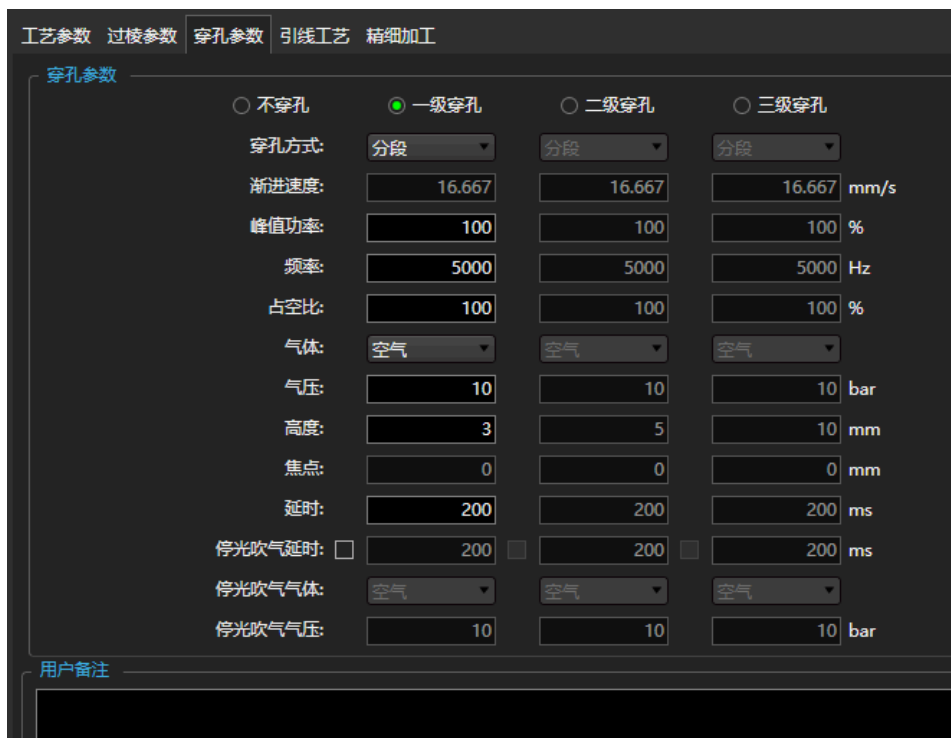 工艺参数 过棱参数 穿孔参数 引线工艺 精细加工
穿孔参数
不穿孔 一级穿孔 二级穿孔 三级穿孔
穿孔方式: 分段 分段 分段
渐进速度: 16.667 16.667 16.667 mm/s
峰值功率: 100 100 100 %
频率: 5000 5000 5000 Hz
占空比: 100 100 100 %
气体: 空气 空气 空气
气压: 10 10 10 bar
高度: 3 5 10 mm
焦点: 0 0 0 mm
延时: 200 200 200 ms
停光吹气延时: 200 200 200 ms
停光吹气气体: 空气 空气 空气
停光吹气气压: 10 10 10 bar
用户备注